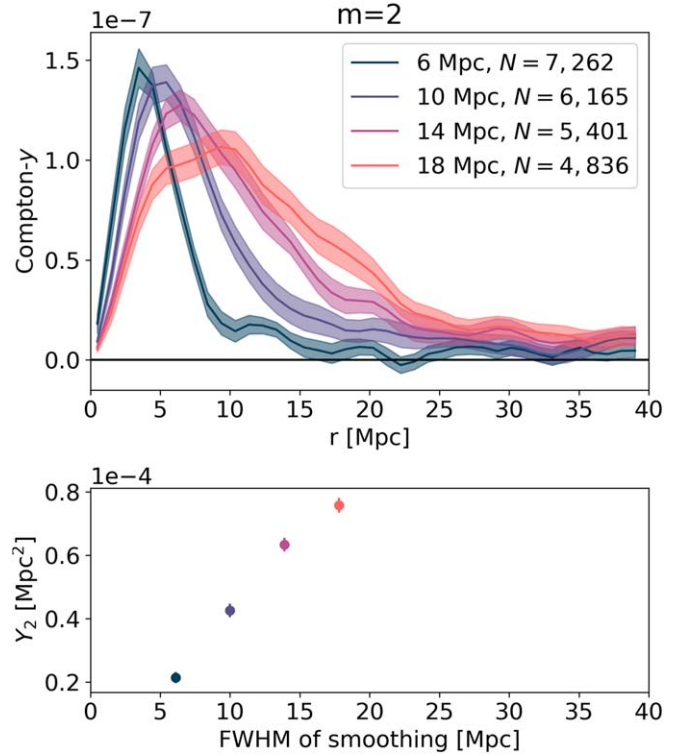 m=2
1e−7
1.5
1.0
0.5
0.0
Compton-y
6 Mpc, N = 7, 262
10 Mpc, N = 6, 165
14 Mpc, N = 5, 401
18 Mpc, N = 4, 836
0 5 10 15 20 25 30 35 40
r [Mpc]
1e−4
0.8
0.6
0.4
0.2
Y₂ [Mpc²]
0 5 10 15 20 25 30 35 40
FWHM of smoothing [Mpc]